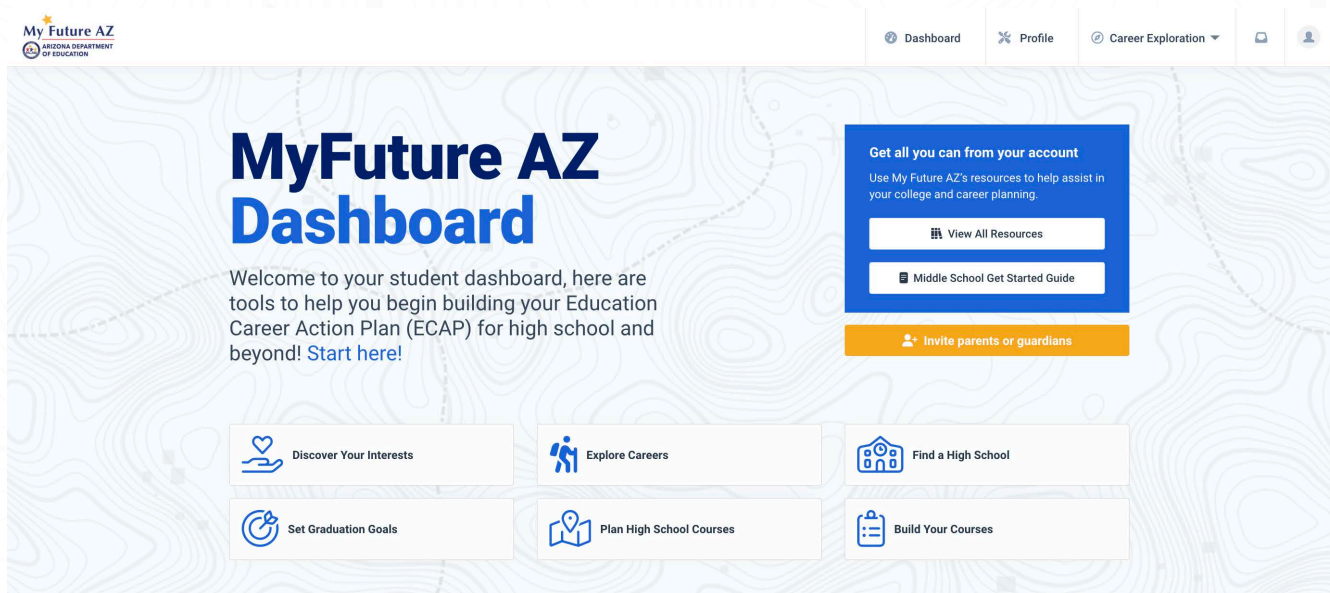 My Future AZ
ARIZONA DEPARTMENT
OF EDUCATION
Dashboard
Profile
Career Exploration
MyFuture AZ
Dashboard
Welcome to your student dashboard, here are
tools to help you begin building your Education
Career Action Plan (ECAP) for high school and
beyond! Start here!
Get all you can from your account
Use My Future AZ's resources to help assist in
your college and career planning.
View All Resources
Middle School Get Started Guide
Invite parents or guardians
Discover Your Interests
Explore Careers
Find a High School
Set Graduation Goals
Plan High School Courses
Build Your Courses